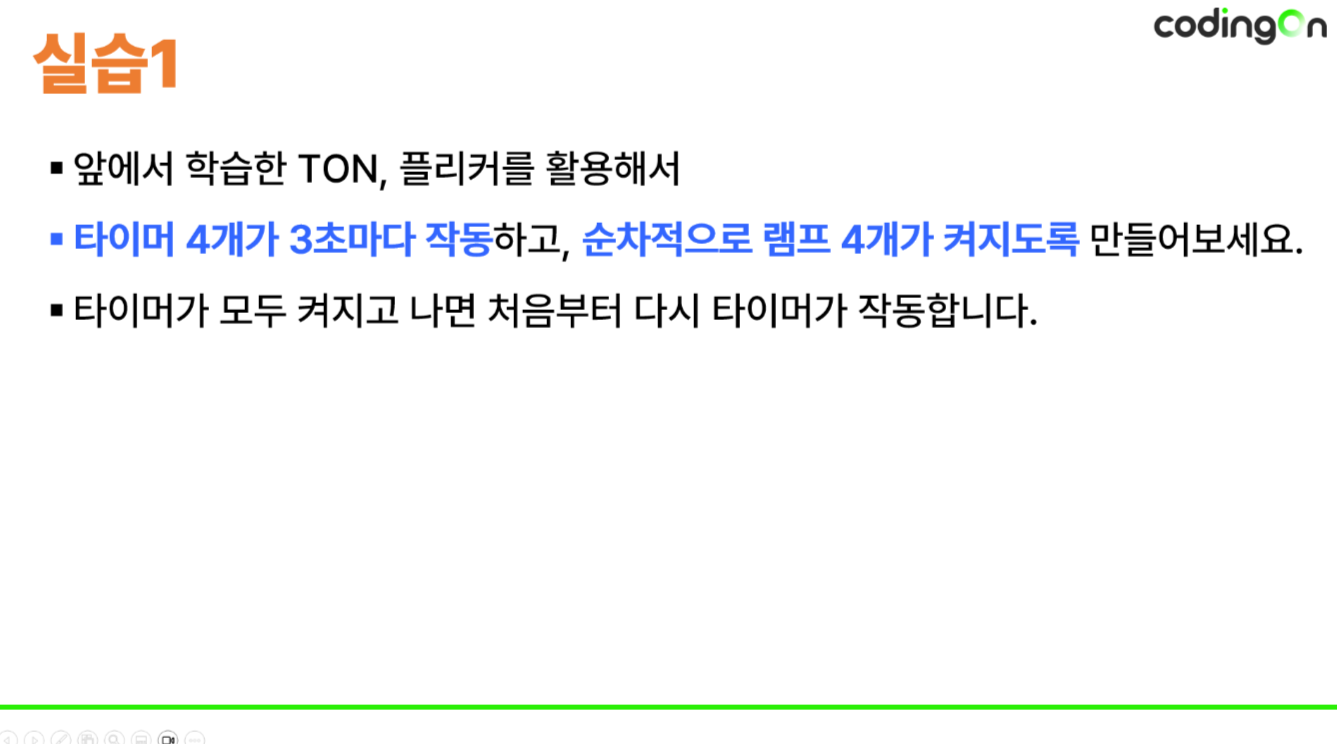 codingOn
실습1
▪ 앞에서 학습한 TON, 플리커를 활용해서
▪ 타이머 4개가 3초마다 작동하고, 순차적으로 램프 4개가 켜지도록 만들어보세요.
▪ 타이머가 모두 켜지고 나면 처음부터 다시 타이머가 작동합니다.